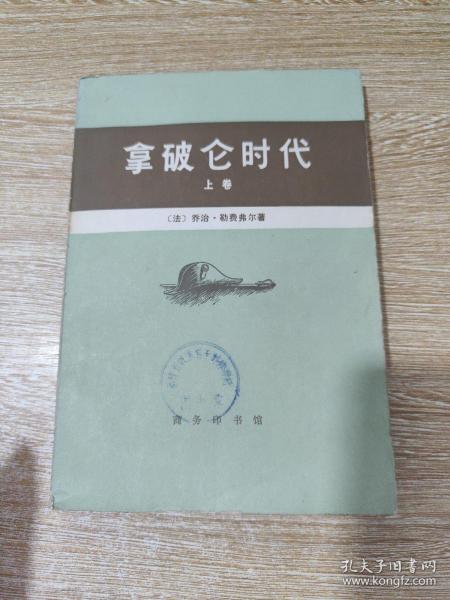 拿破仑时代
上卷
〔法〕乔治·勒费弗尔著
商务印书馆
孔夫子旧书网
www.kongfz.com